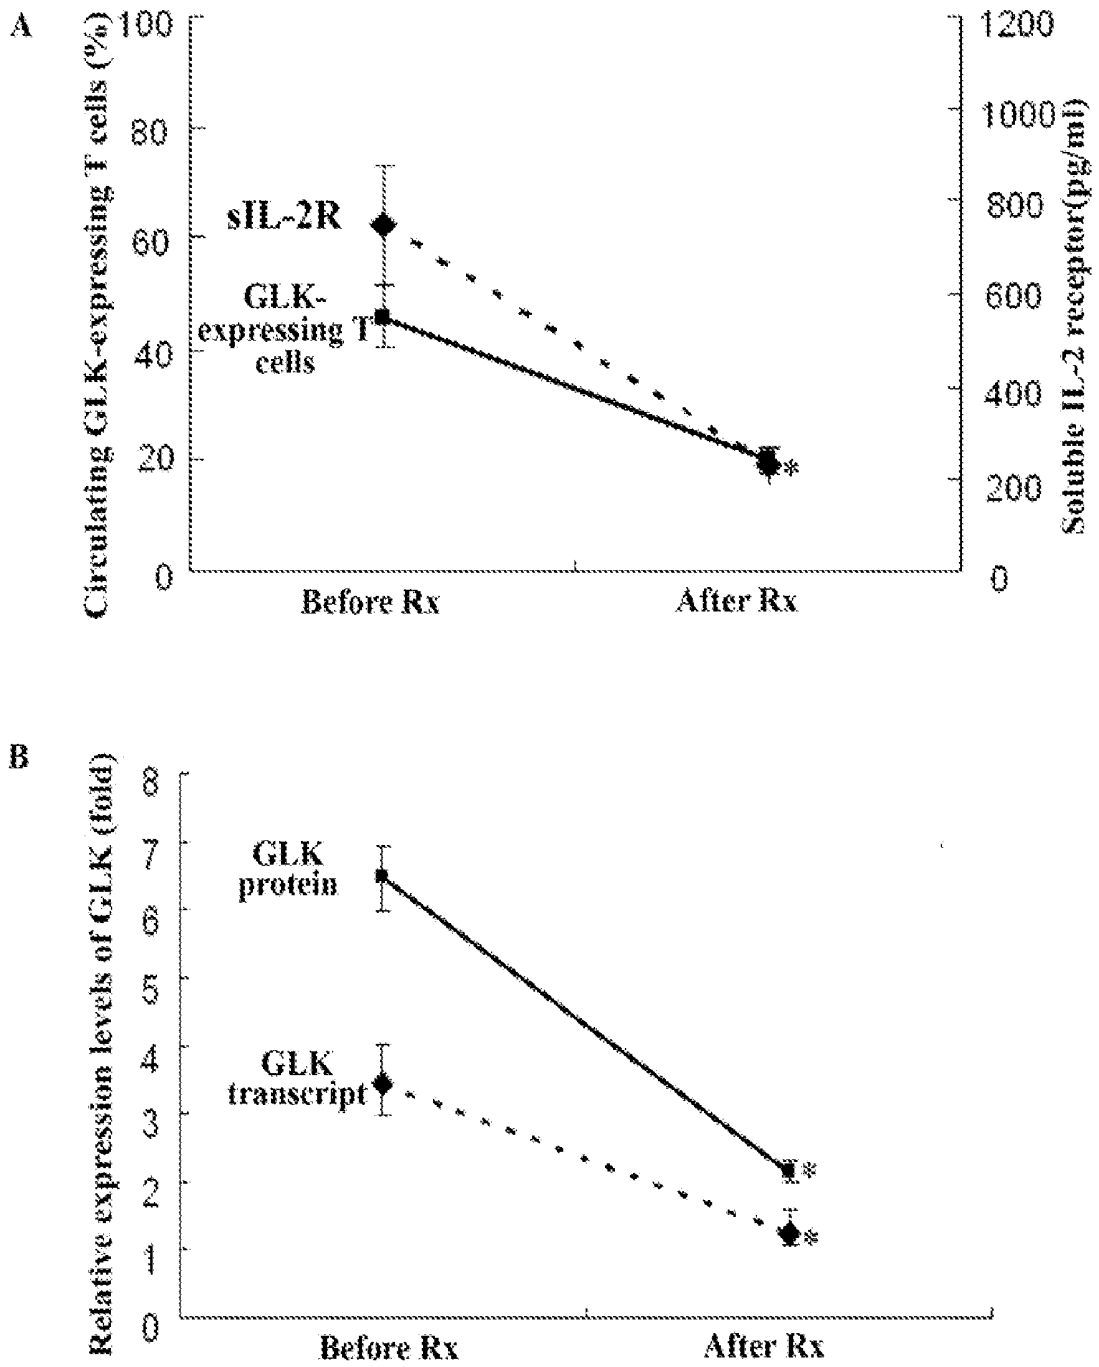 A
Circulating GLK-expressing T cells (%)
100
80
60
40
20
0
sIL-2R
GLK-
expressing T
cells
*
1200
1000
800
600
400
200
0
Soluble IL-2 receptor(pg/ml)
Before Rx
After Rx
B
Relative expression levels of GLK (fold)
8
7
6
5
4
3
2
1
0
GLK
protein
GLK
transcript
*
*
Before Rx
After Rx